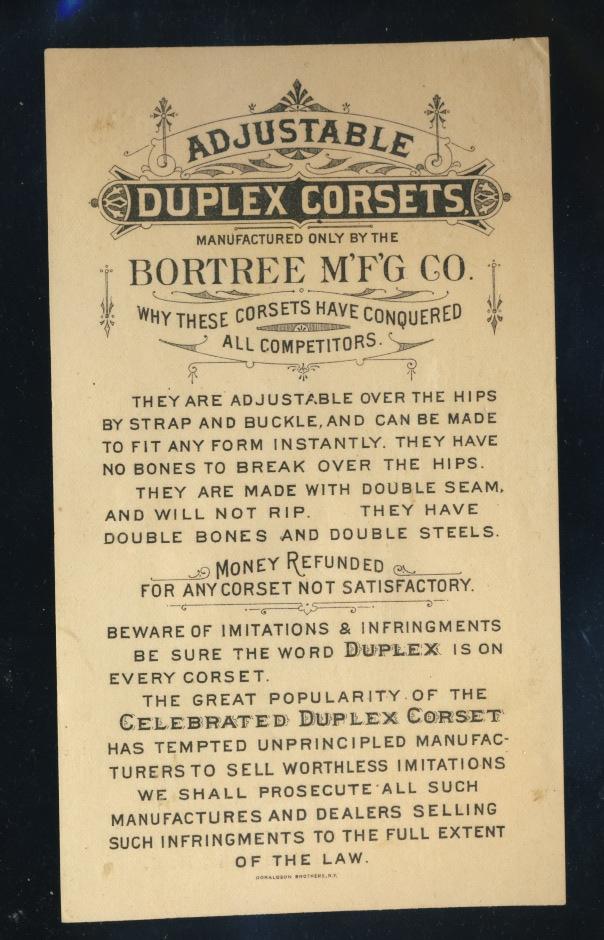 ADJUSTABLE
DUPLEX CORSETS.
MANUFACTURED ONLY BY THE
BORTREE M'F'G CO.
WHY THESE CORSETS HAVE CONQUERED
ALL COMPETITORS.
THEY ARE ADJUSTABLE OVER THE HIPS
BY STRAP AND BUCKLE, AND CAN BE MADE
TO FIT ANY FORM INSTANTLY. THEY HAVE
NO BONES TO BREAK OVER THE HIPS.
THEY ARE MADE WITH DOUBLE SEAM,
AND WILL NOT RIP. THEY HAVE
DOUBLE BONES AND DOUBLE STEELS.
MONEY REFUNDED
FOR ANY CORSET NOT SATISFACTORY.
BEWARE OF IMITATIONS & INFRINGMENTS
BE SURE THE WORD DUPLEX IS ON
EVERY CORSET.
THE GREAT POPULARITY OF THE
CELEBRATED DUPLEX CORSET
HAS TEMPTED UNPRINCIPLED MANUFAC-
TURERS TO SELL WORTHLESS IMITATIONS
WE SHALL PROSECUTE ALL SUCH
MANUFACTURES AND DEALERS SELLING
SUCH INFRINGMENTS TO THE FULL EXTENT
OF THE LAW.
DONALDSON BROTHERS, N.Y.